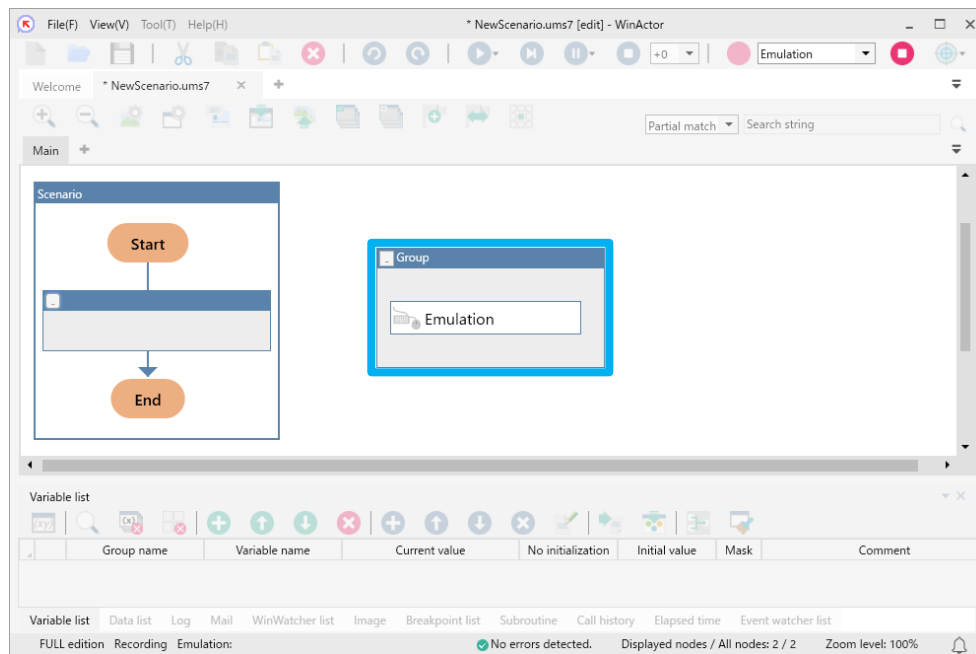 File(F) View(V) Tool(T) Help(H) * NewScenario.ums7 [edit] - WinActor
+0 Emulation
Welcome * NewScenario.ums7
Partial match Search string
Main
Scenario
Start
End
Group
Emulation
Variable list
Group name Variable name Current value No initialization Initial value Mask Comment
Variable list Data list Log Mail WinWatcher list Image Breakpoint list Subroutine Call history Elapsed time Event watcher list
FULL edition Recording Emulation: No errors detected. Displayed nodes / All nodes: 2 / 2 Zoom level: 100%